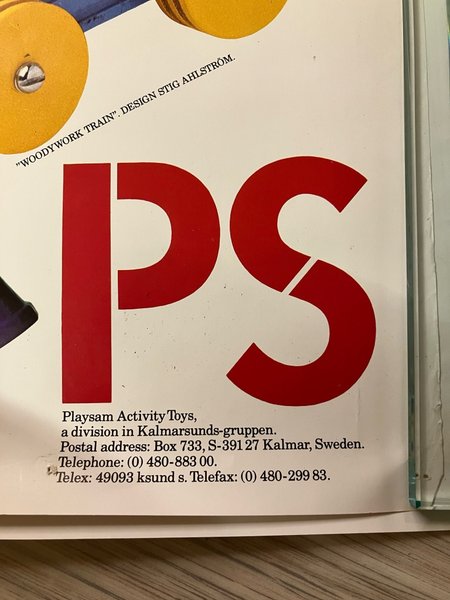 "WOODYWORK TRAIN". DESIGN STIG AHLSTRÖM.
PS
Playsam Activity Toys,
a division in Kalmarsunds-gruppen.
Postal address: Box 733, S-391 27 Kalmar, Sweden.
Telephone: (0) 480-883 00.
Telex: 49093 ksund s. Telefax: (0) 480-299 83.